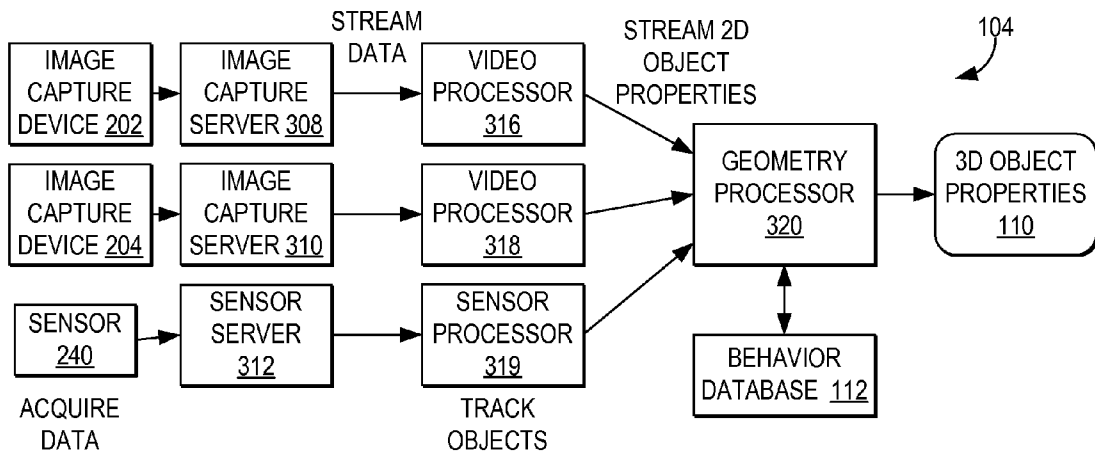 STREAM
DATA
STREAM 2D
OBJECT
PROPERTIES
104
IMAGE
CAPTURE
DEVICE 202
IMAGE
CAPTURE
SERVER 308
VIDEO
PROCESSOR
316
IMAGE
CAPTURE
DEVICE 204
IMAGE
CAPTURE
SERVER 310
VIDEO
PROCESSOR
318
GEOMETRY
PROCESSOR
320
3D OBJECT
PROPERTIES
110
SENSOR
240
SENSOR
SERVER
312
SENSOR
PROCESSOR
319
BEHAVIOR
DATABASE 112
ACQUIRE
DATA
TRACK
OBJECTS